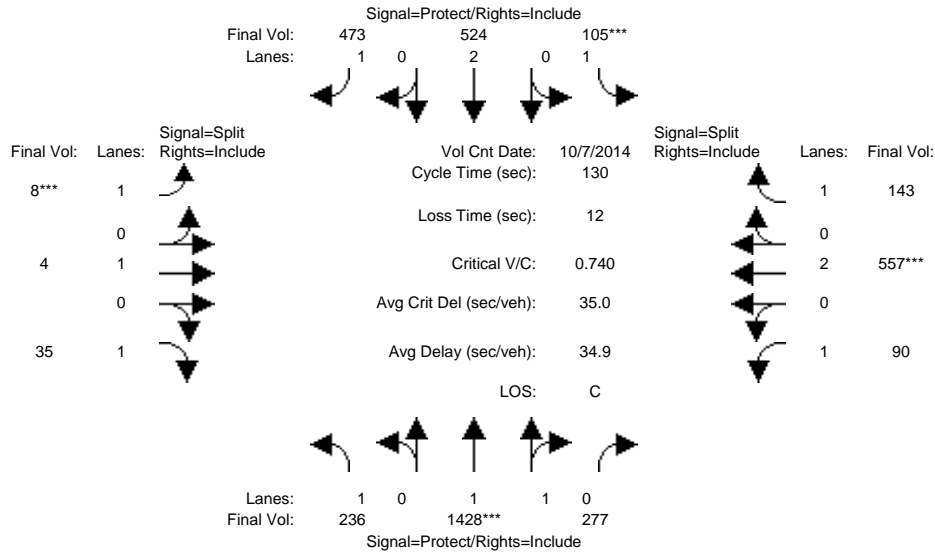 Signal=Protect/Rights=Include
Final Vol: 473 524 105***
Lanes: 1 0 2 0 1
Signal=Split
Final Vol: Lanes: Rights=Include
Vol Cnt Date: 10/7/2014
Signal=Split
Rights=Include Lanes: Final Vol:
Cycle Time (sec): 130
8*** 1
1 143
Loss Time (sec): 12
0
0
4 1
Critical V/C: 0.740
2 557***
0
Avg Crit Del (sec/veh): 35.0
0
35 1
Avg Delay (sec/veh): 34.9
1 90
LOS: C
Lanes: 1 0 1 1 0
Final Vol: 236 1428*** 277
Signal=Protect/Rights=Include